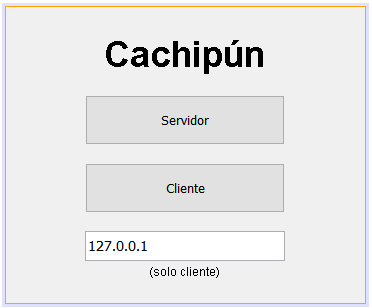 Cachipún
Servidor
Cliente
127.0.0.1
(solo cliente)